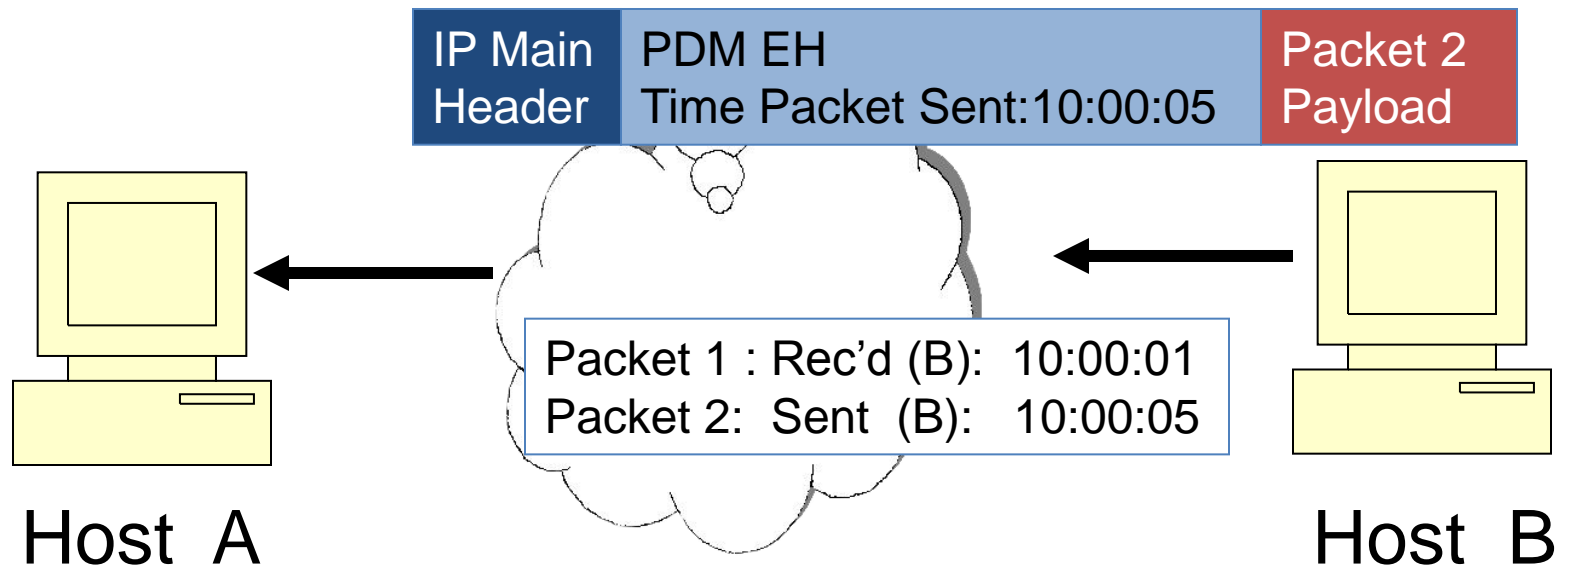 IP Main
Header
PDM EH
Time Packet Sent:10:00:05
Packet 2
Payload
Packet 1 : Rec’d (B):  10:00:01
Packet 2:  Sent  (B):   10:00:05
Host  A
Host  B